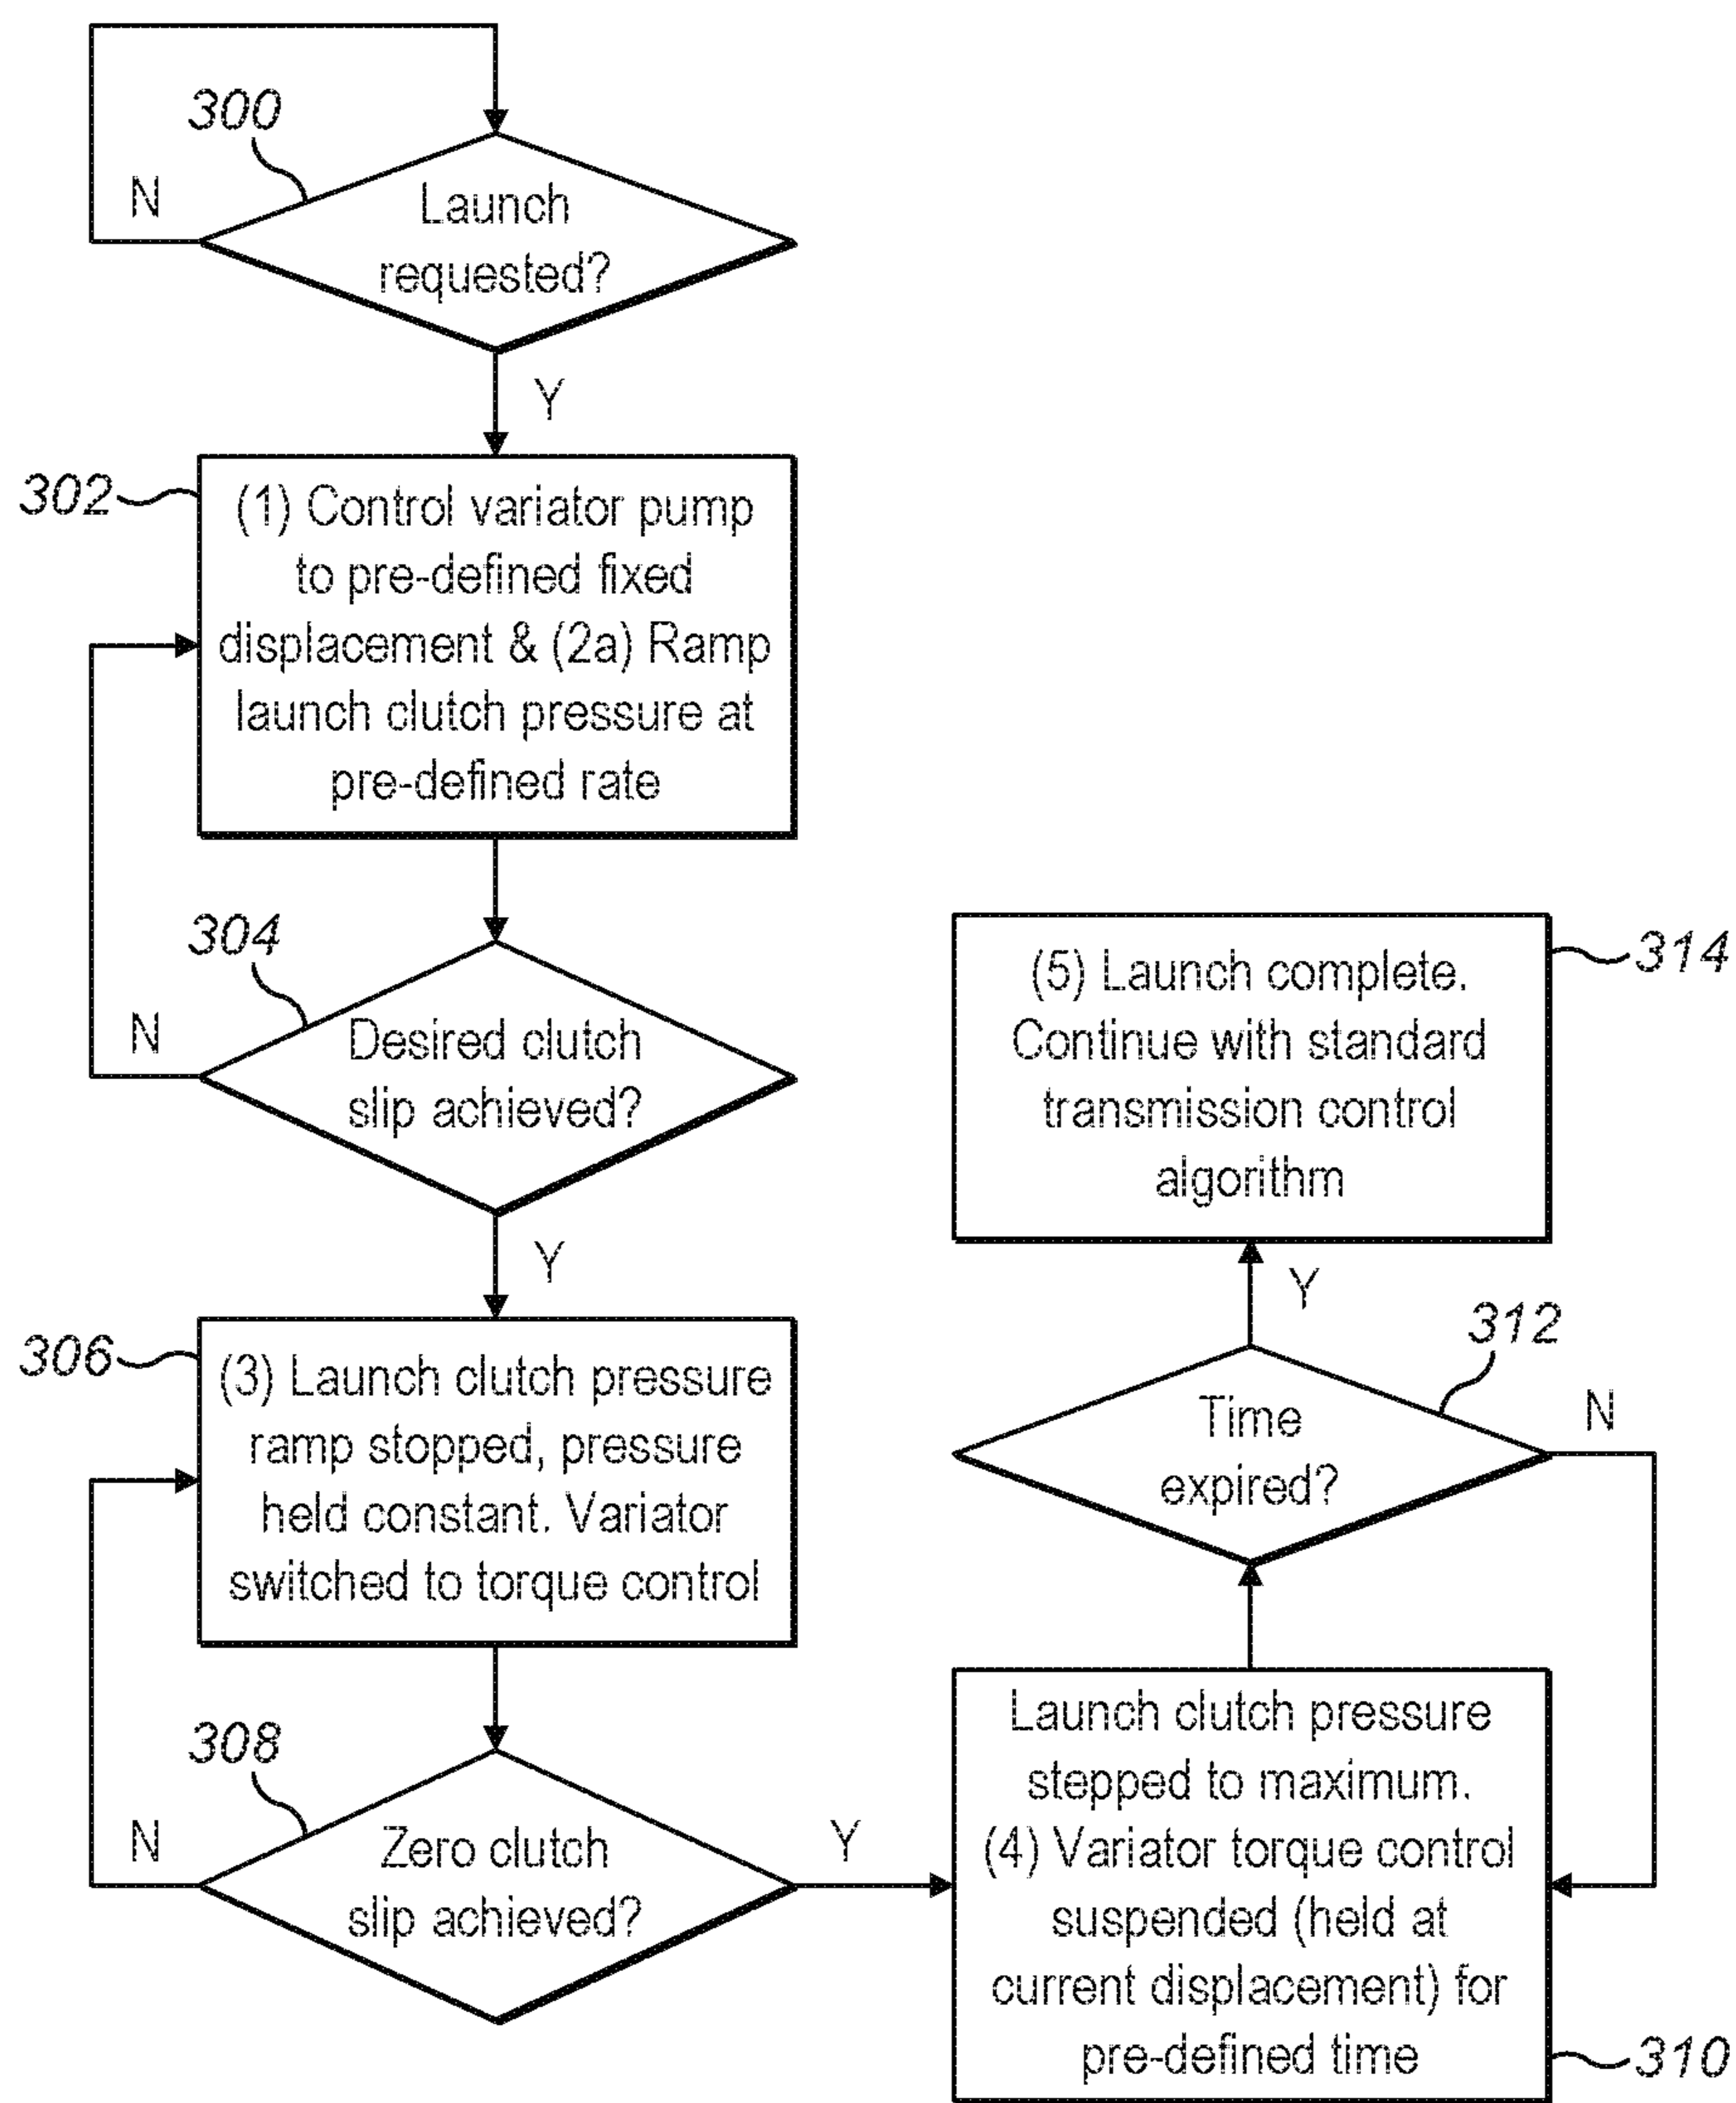 300
N
Launch
requested?
Y
302
(1) Control variator pump
to pre-defined fixed
displacement & (2a) Ramp
launch clutch pressure at
pre-defined rate
304
N
Desired clutch
slip achieved?
Y
306
(3) Launch clutch pressure
ramp stopped, pressure
held constant. Variator
switched to torque control
308
N
Zero clutch
slip achieved?
Y
Launch clutch pressure
stepped to maximum.
(4) Variator torque control
suspended (held at
current displacement) for
pre-defined time
310
312
Time
expired?
N
Y
314
(5) Launch complete.
Continue with standard
transmission control
algorithm